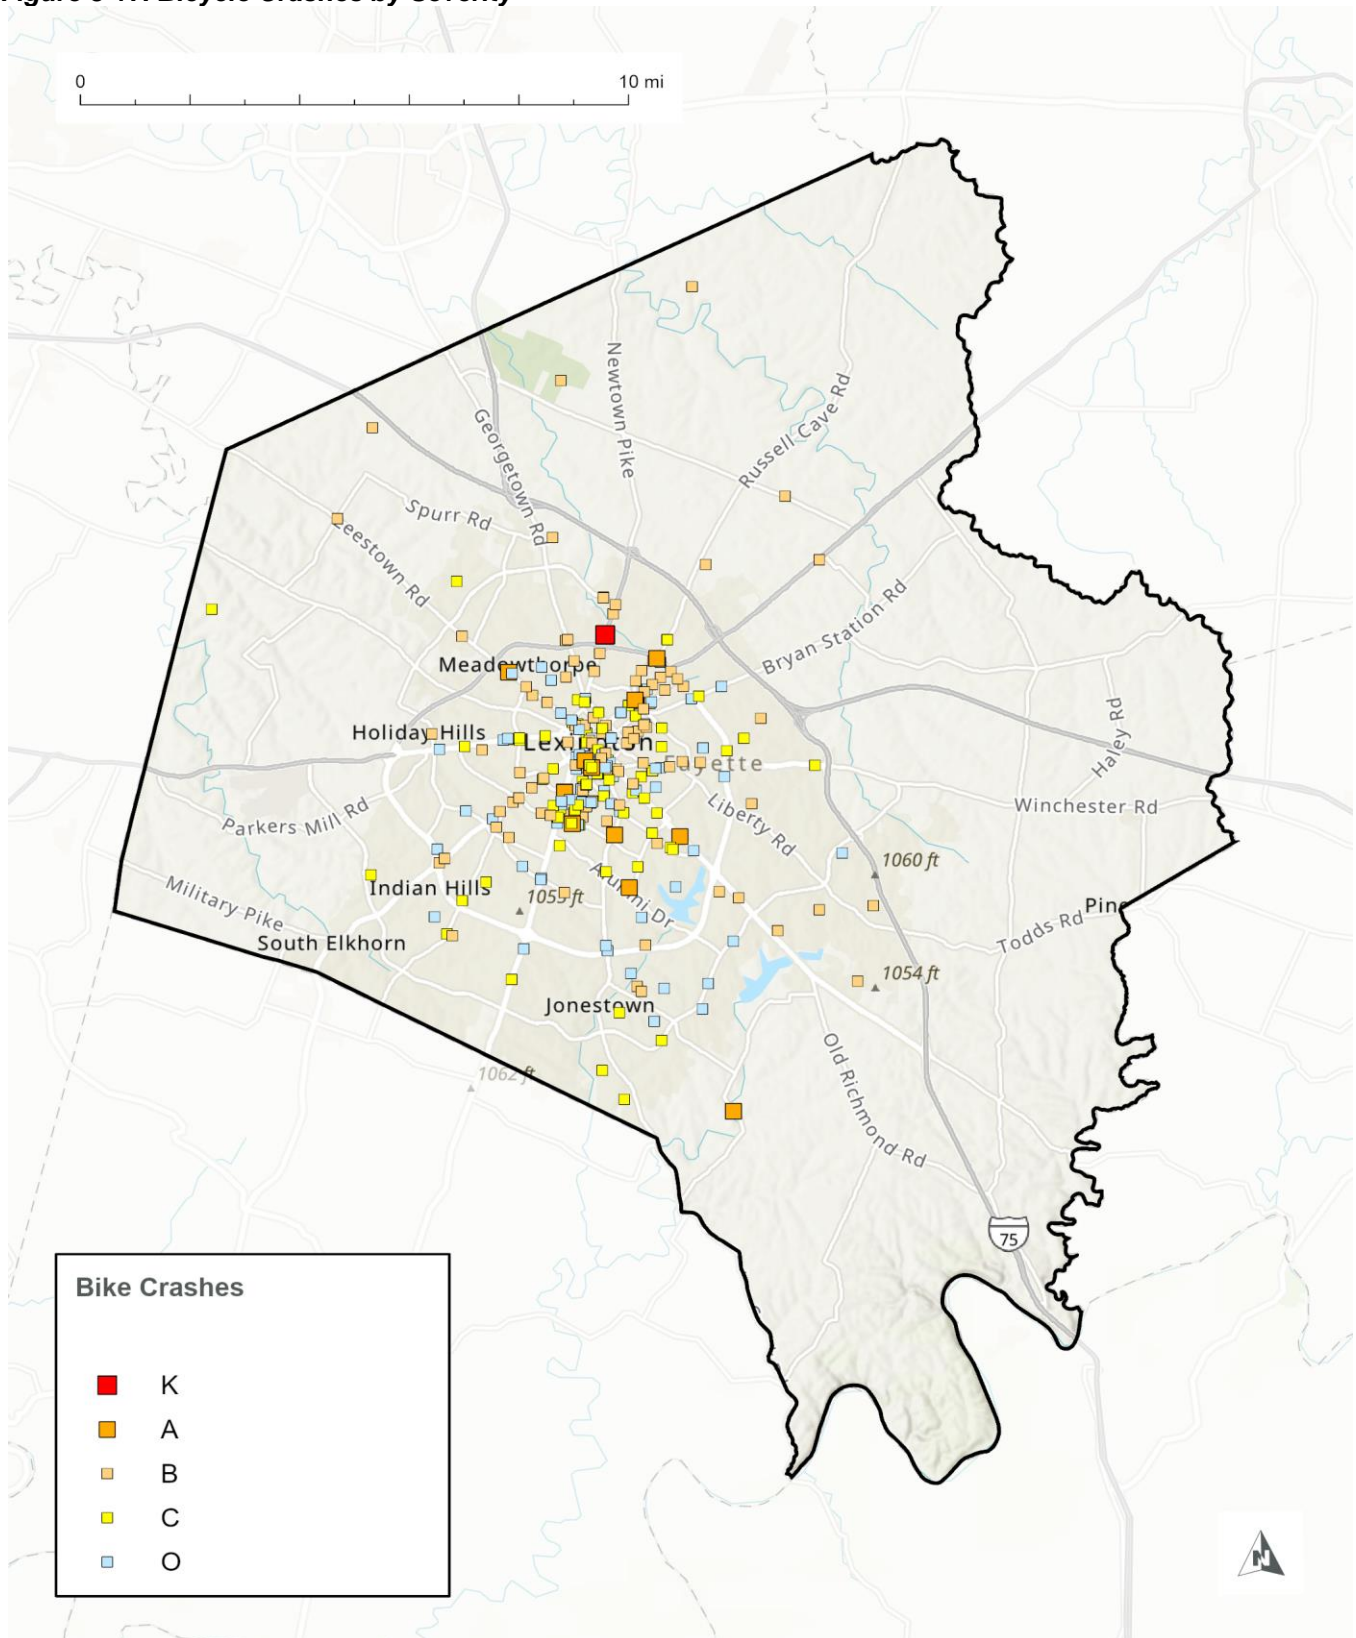 0 10 mi
Newtown Pike
Georgetown Rd
Russell Cave Rd
Spurr Rd
Leestown Rd
Bryan Station Rd
Meadowthorpe
Holiday Hills
Lexington
Haley Rd
Winchester Rd
Liberty Rd
Parkers Mill Rd
1060 ft
Indian Hills
Alumni Dr
1055 ft
Military Pike
Todds Rd
South Elkhorn
1054 ft
Jonestown
Old Richmond Rd
1062 ft
75
Bike Crashes
K
A
B
C
O
N